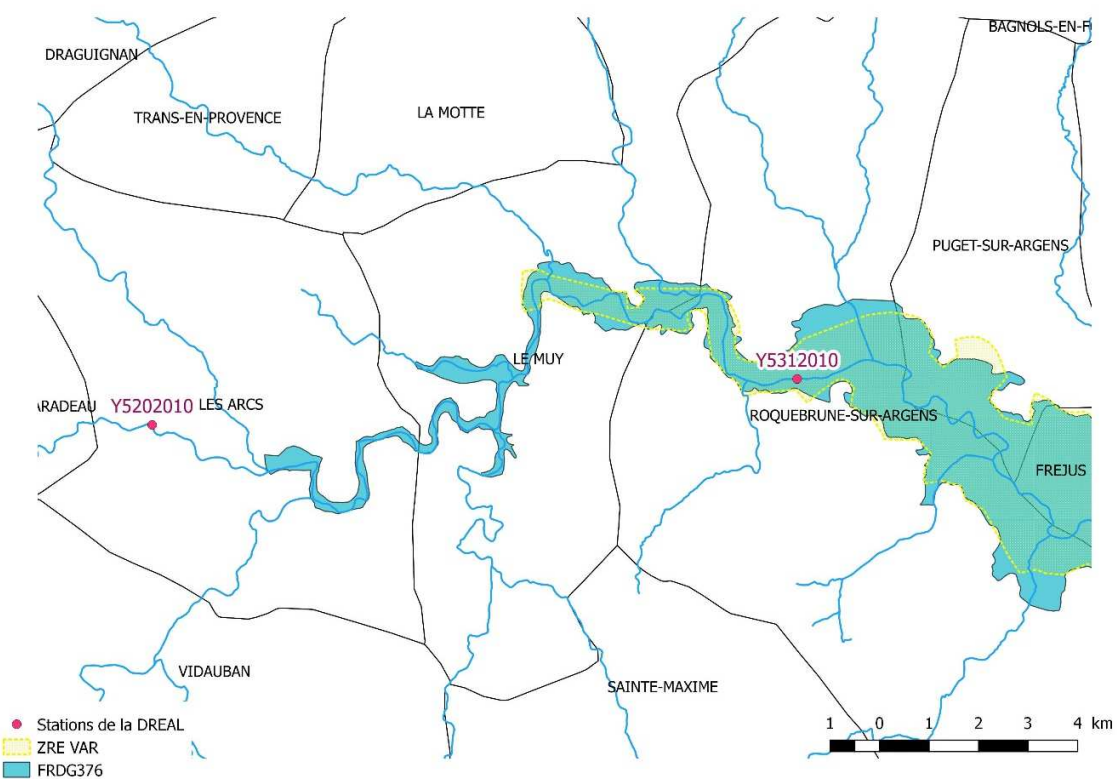 BAGNOLS-EN-F
DRAGUIGNAN
TRANS-EN-PROVENCE
LA MOTTE
PUGET-SUR-ARGENS
LE MUY
Y5312010
ARADEAU
Y5202010
LES ARCS
ROQUEBRUNE-SUR-ARGENS
FREJUS
VIDAUBAN
SAINTE-MAXIME
Stations de la DREAL
ZRE VAR
FRDG376
1 0 1 2 3 4 km